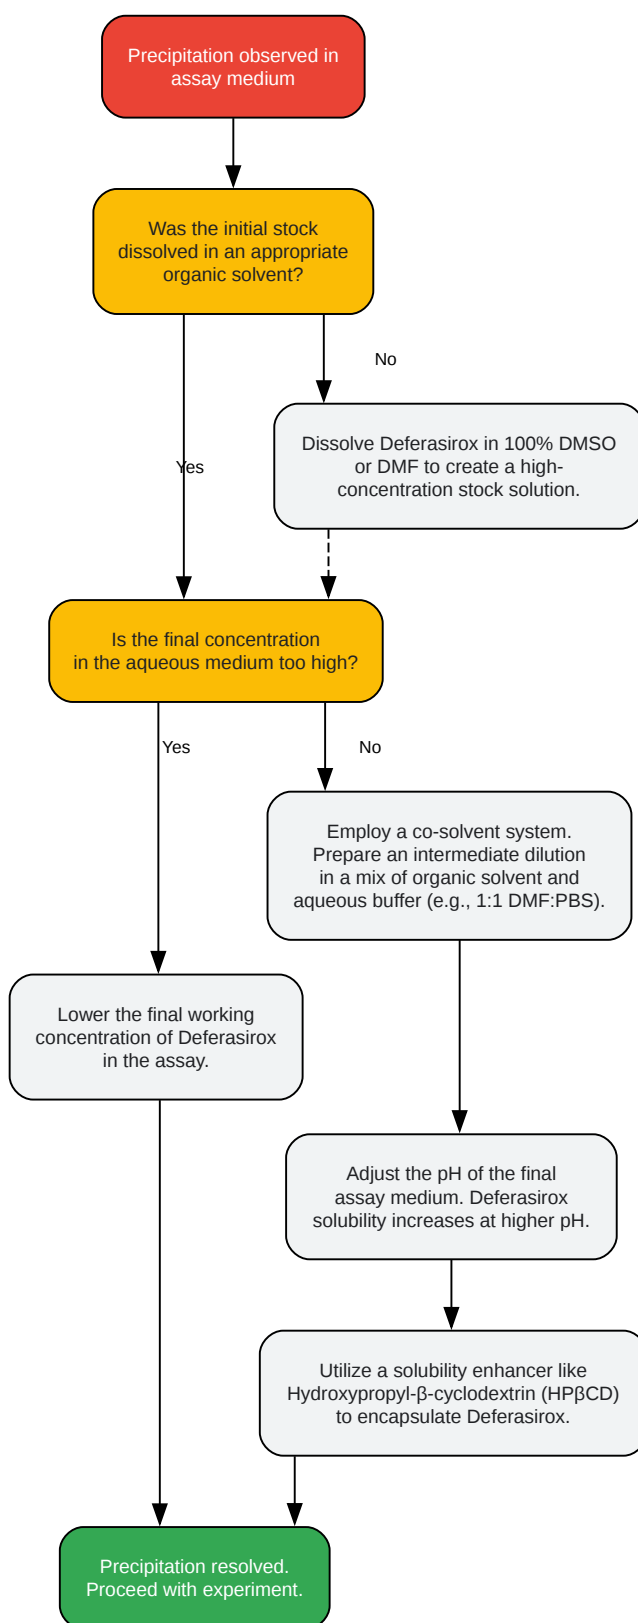 Precipitation observed in
assay medium
Was the initial stock
dissolved in an appropriate
organic solvent?
No
Dissolve Deferasirox in 100% DMSO
or DMF to create a high-
concentration stock solution.
Yes
Is the final concentration
in the aqueous medium too high?
Yes
No
Employ a co-solvent system.
Prepare an intermediate dilution
in a mix of organic solvent and
aqueous buffer (e.g., 1:1 DMF:PBS).
Lower the final working
concentration of Deferasirox
in the assay.
Adjust the pH of the final
assay medium. Deferasirox
solubility increases at higher pH.
Utilize a solubility enhancer like
Hydroxypropyl-β-cyclodextrin (HPβCD)
to encapsulate Deferasirox.
Precipitation resolved.
Proceed with experiment.